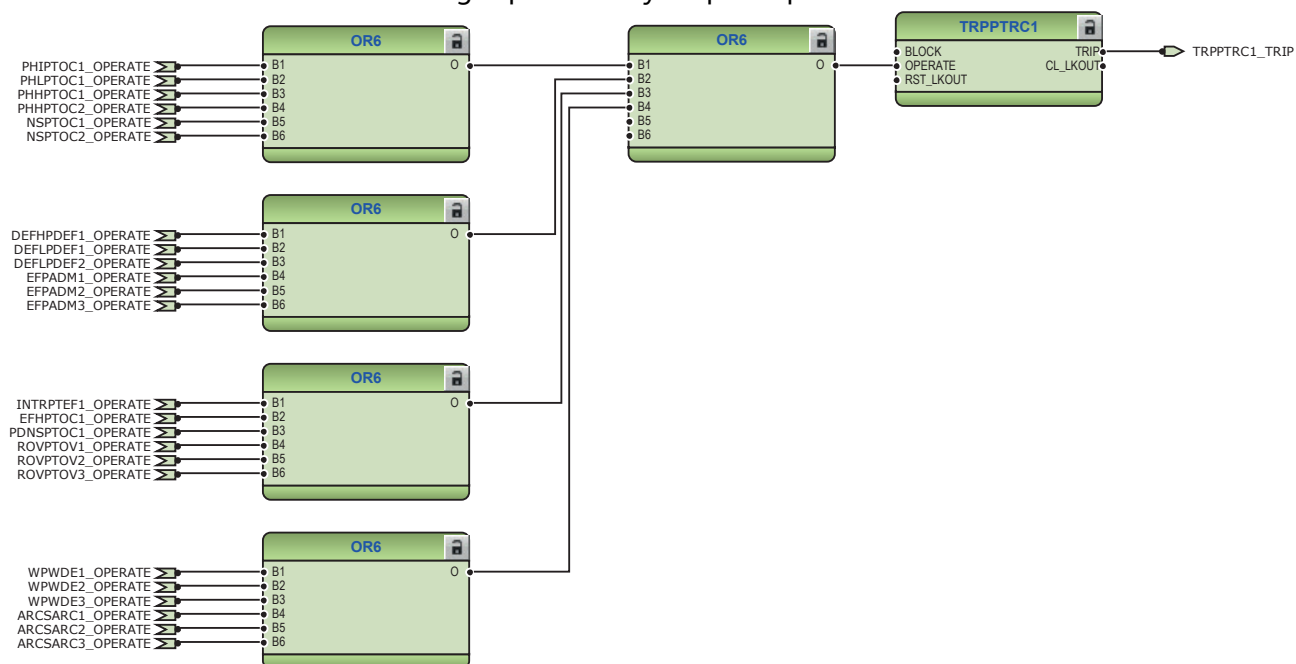 OR6
PHIPTOC1_OPERATE B1 O
PHLPTOC1_OPERATE B2
PHHPTOC1_OPERATE B3
PHHPTOC2_OPERATE B4
NSPTOC1_OPERATE B5
NSPTOC2_OPERATE B6
OR6
B1 O
B2
B3
B4
B5
B6
TRPPTRC1
BLOCK TRIP TRPPTRC1_TRIP
OPERATE CL_LKOUT
RST_LKOUT
OR6
DEFHPDEF1_OPERATE B1 O
DEFLPDEF1_OPERATE B2
DEFLPDEF2_OPERATE B3
EFPADM1_OPERATE B4
EFPADM2_OPERATE B5
EFPADM3_OPERATE B6
OR6
INTRPTEF1_OPERATE B1 O
EFHPTOC1_OPERATE B2
PDNSPTOC1_OPERATE B3
ROVPTOV1_OPERATE B4
ROVPTOV2_OPERATE B5
ROVPTOV3_OPERATE B6
OR6
WPWDE1_OPERATE B1 O
WPWDE2_OPERATE B2
WPWDE3_OPERATE B3
ARCSARC1_OPERATE B4
ARCSARC2_OPERATE B5
ARCSARC3_OPERATE B6